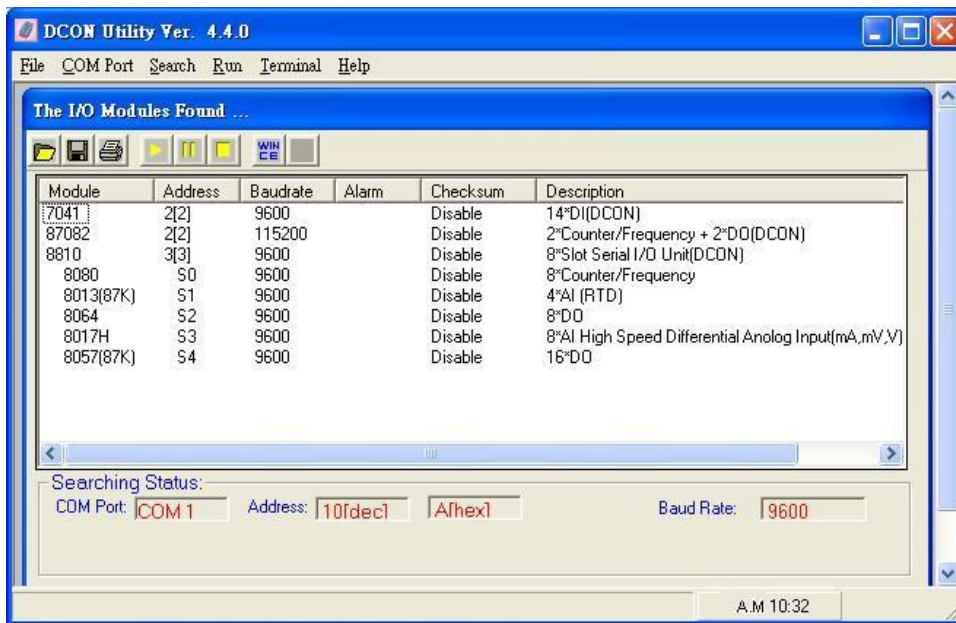 DCON Utility Ver. 4.4.0
File COM Port Search Run Terminal Help
The I/O Modules Found ...
WIN CE
Module Address Baudrate Alarm Checksum Description
7041 2[2] 9600 Disable 14*DI(DCON)
87082 2[2] 115200 Disable 2*Counter/Frequency + 2*DO(DCON)
8810 3[3] 9600 Disable 8*Slot Serial I/O Unit(DCON)
8080 S0 9600 Disable 8*Counter/Frequency
8013(87K) S1 9600 Disable 4*AI (RTD)
8064 S2 9600 Disable 8*DO
8017H S3 9600 Disable 8*AI High Speed Differential Anolog Input(mA,mV,V)
8057(87K) S4 9600 Disable 16*DO
Searching Status:
COM Port: COM 1 Address: 10[dec] A[hex] Baud Rate: 9600
A.M 10:32